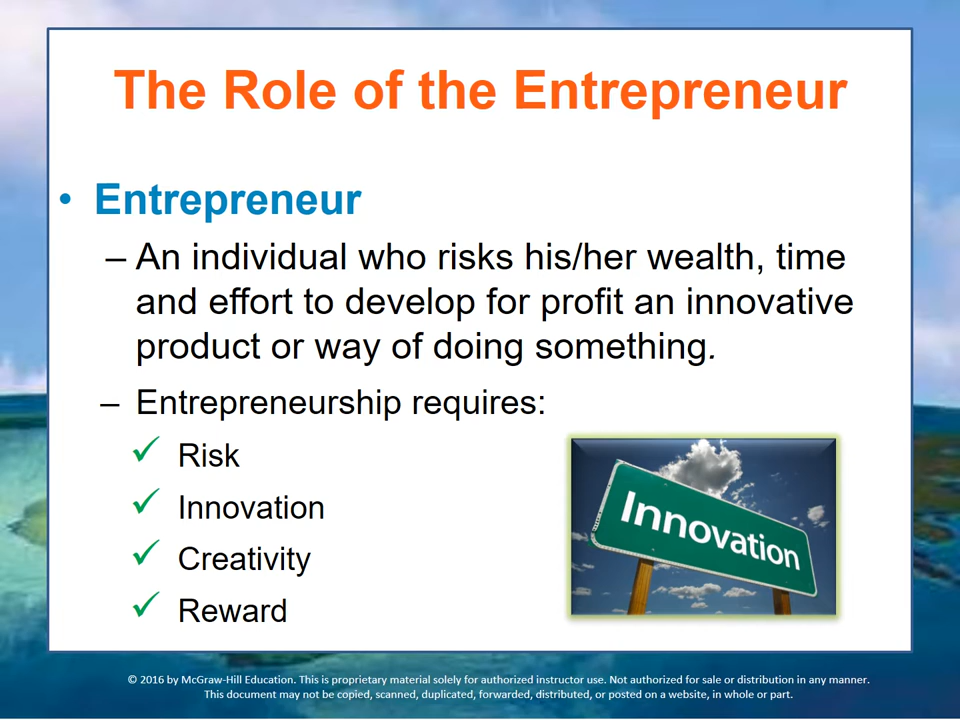 The Role of the Entrepreneur
• Entrepreneur
– An individual who risks his/her wealth, time
and effort to develop for profit an innovative
product or way of doing something.
– Entrepreneurship requires:
✓ Risk
✓ Innovation
✓ Creativity
✓ Reward
Innovation
© 2016 by McGraw-Hill Education. This is proprietary material solely for authorized instructor use. Not authorized for sale or distribution in any manner.
This document may not be copied, scanned, duplicated, forwarded, distributed, or posted on a website, in whole or part.